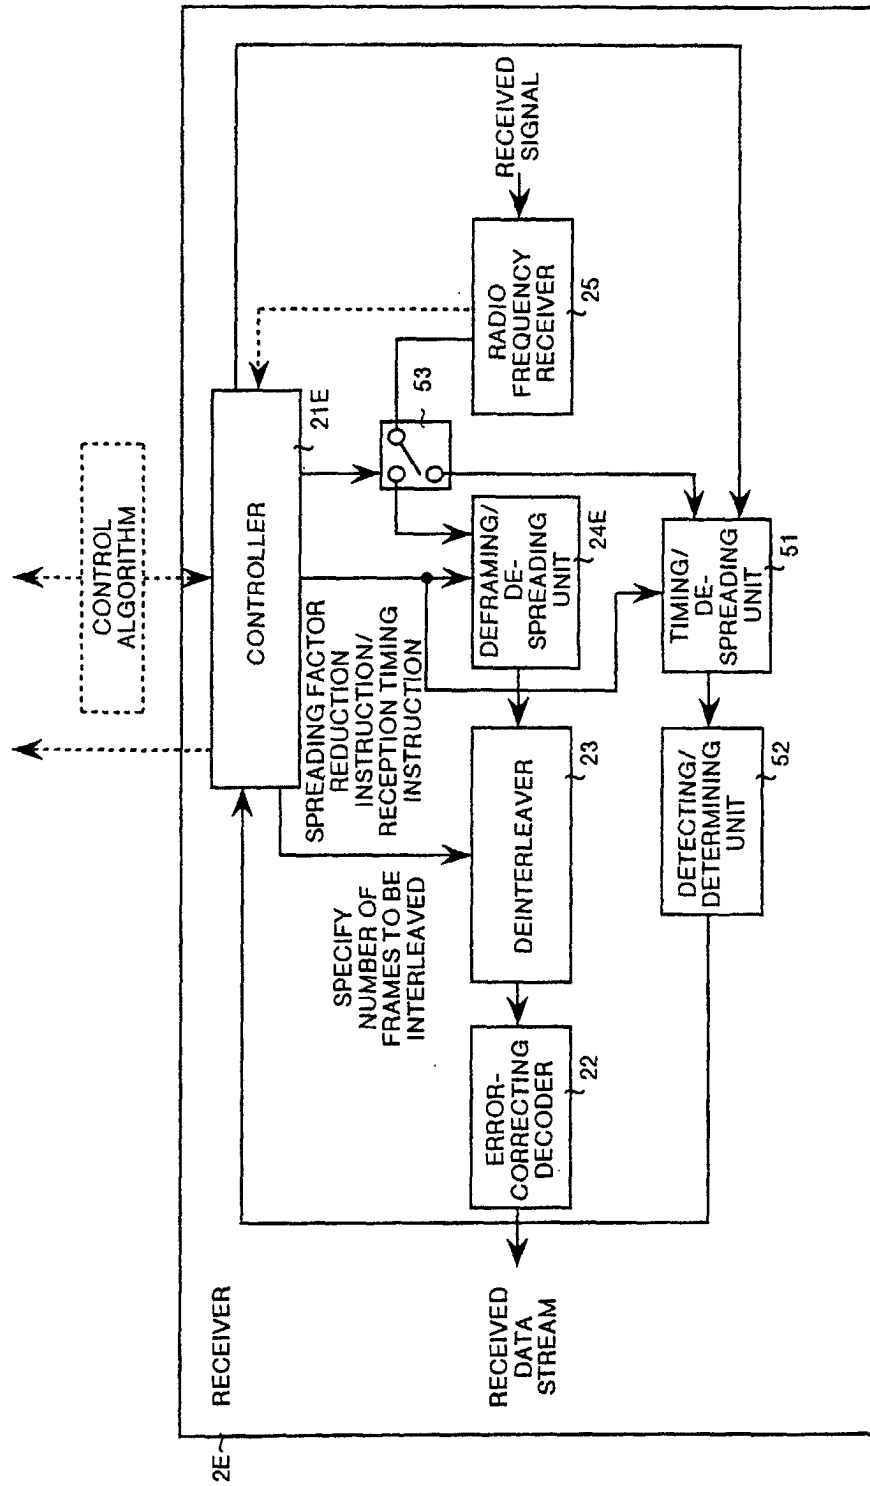 2E
RECEIVER
CONTROL
ALGORITHM
CONTROLLER
21E
SPREADING FACTOR
REDUCTION
INSTRUCTION/
RECEPTION TIMING
INSTRUCTION
SPECIFY
NUMBER OF
FRAMES TO BE
INTERLEAVED
53
RECEIVED
DATA
STREAM
ERROR-
CORRECTING
DECODER
22
DEINTERLEAVER
23
DEFRAMING/
DE-
SPREADING
UNIT
24E
RADIO
FREQUENCY
RECEIVER
25
RECEIVED
SIGNAL
DETECTING/
DETERMINING
UNIT
52
TIMING/
DE-
SPREADING
UNIT
51